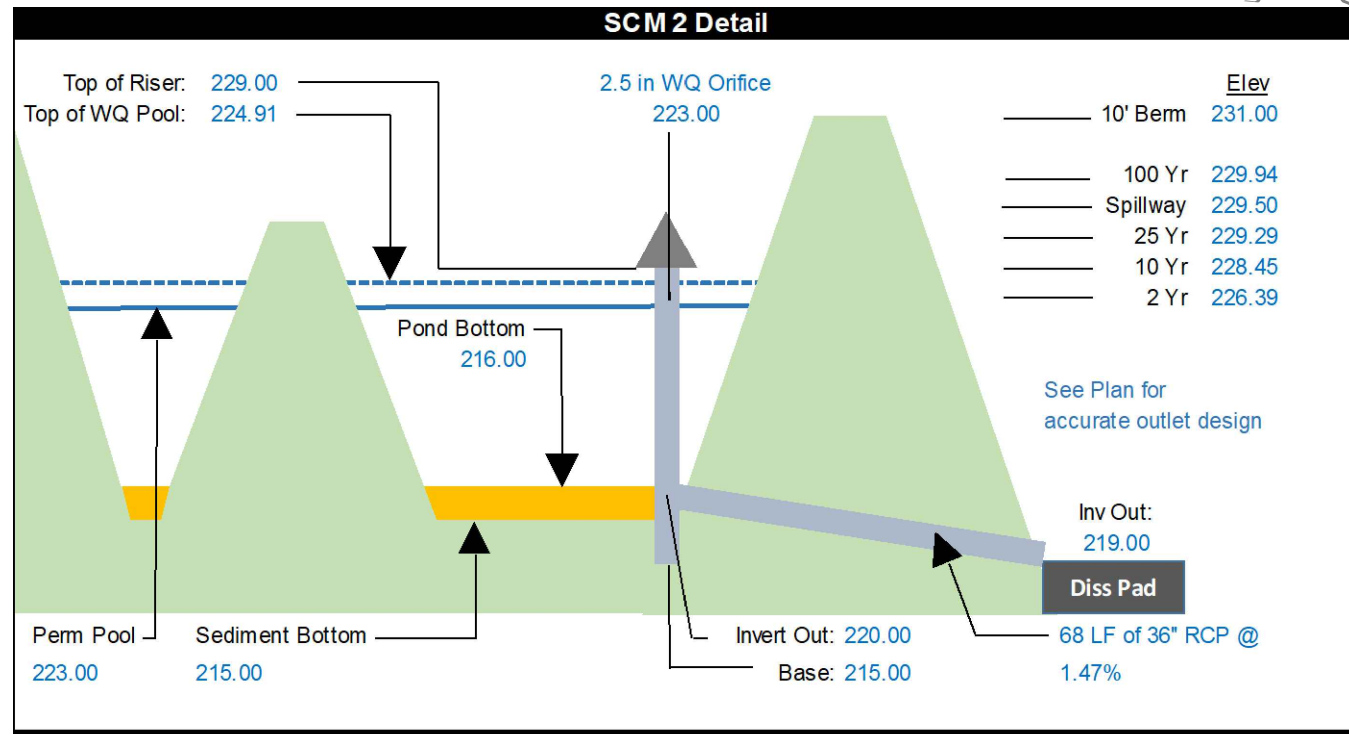 SCM 2 Detail
Top of Riser: 229.00
Top of WQ Pool: 224.91
2.5 in WQ Orifice
223.00
Elev
10' Berm 231.00
100 Yr 229.94
Spillway 229.50
25 Yr 229.29
10 Yr 228.45
2 Yr 226.39
Pond Bottom
216.00
See Plan for
accurate outlet design
Inv Out:
219.00
Diss Pad
Perm Pool
223.00
Sediment Bottom
215.00
Invert Out: 220.00
Base: 215.00
68 LF of 36" RCP @
1.47%